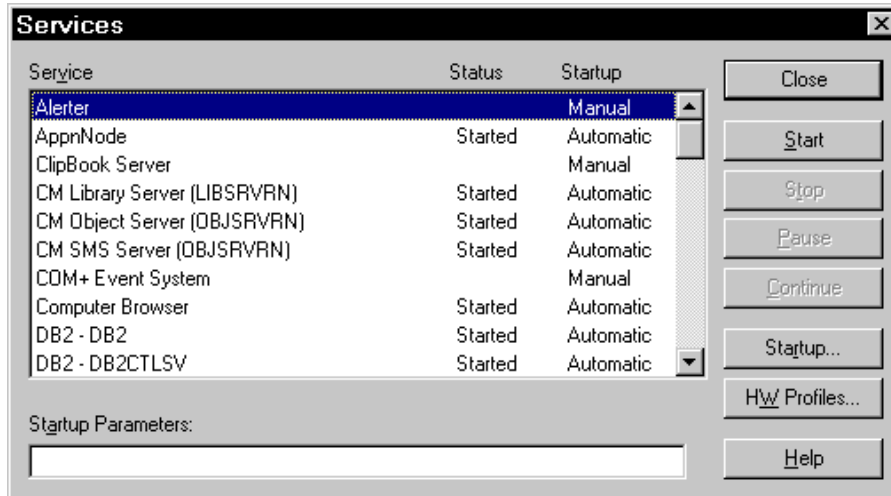 Services
Service Status Startup
Alerter Manual
AppnNode Started Automatic
ClipBook Server Manual
CM Library Server (LIBSRVRN) Started Automatic
CM Object Server (OBJSRVRN) Started Automatic
CM SMS Server (OBJSRVRN) Started Automatic
COM+ Event System Manual
Computer Browser Started Automatic
DB2 - DB2 Started Automatic
DB2 - DB2CTLSV Started Automatic
Startup Parameters:
Close
Start
Stop
Pause
Continue
Startup...
HW Profiles...
Help